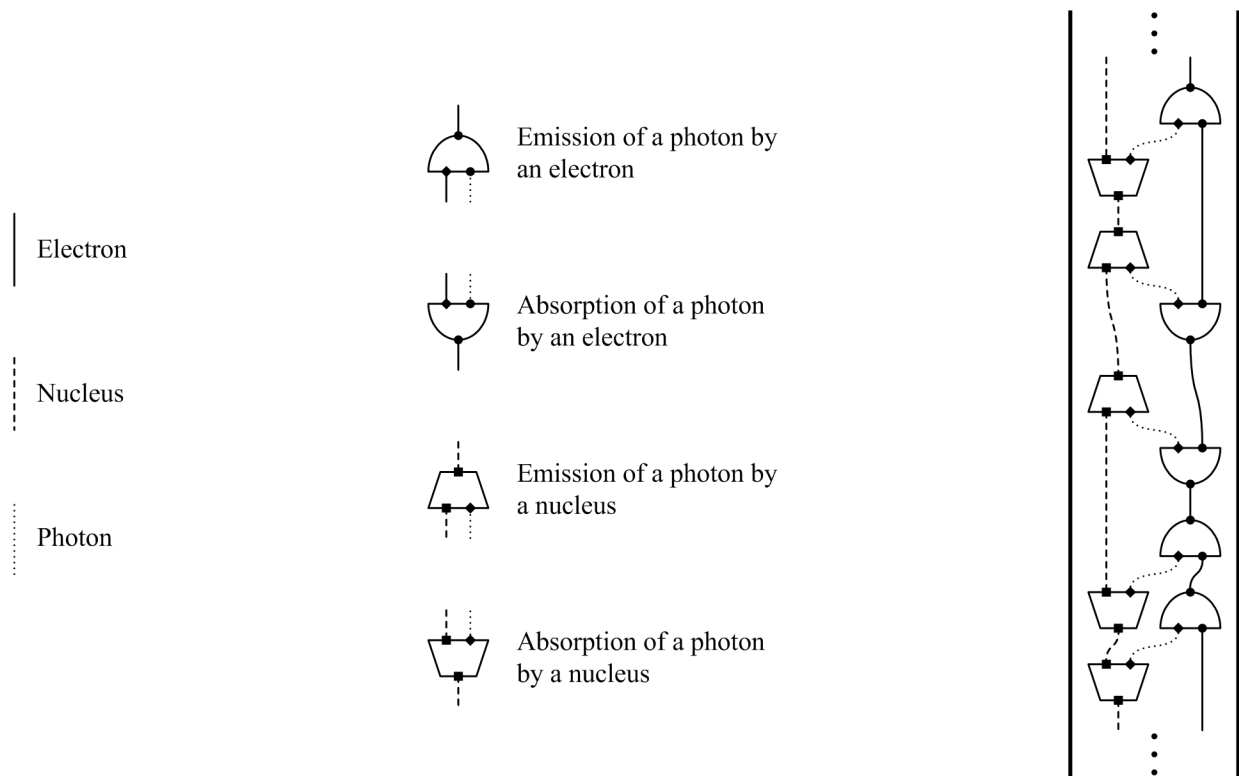 Electron
Nucleus
Photon
Emission of a photon by
an electron
Absorption of a photon
by an electron
Emission of a photon by
a nucleus
Absorption of a photon
by a nucleus